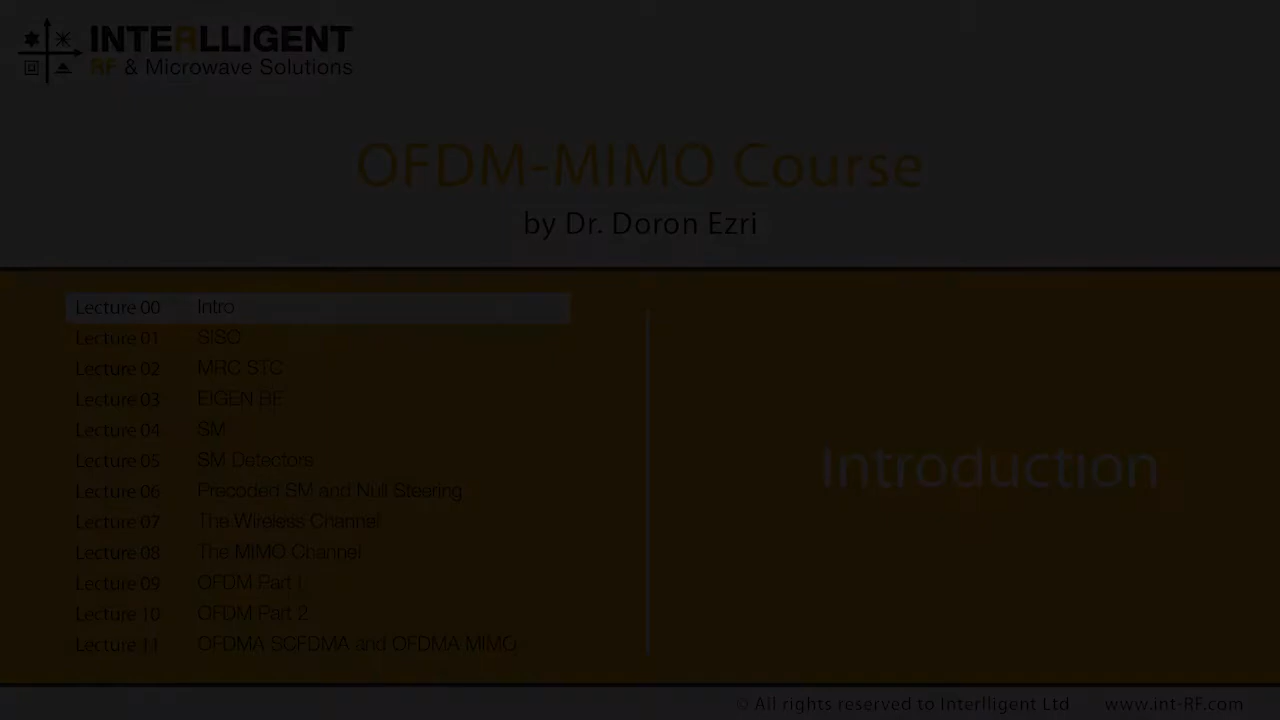 INTERLLIGENT
RF & Microwave Solutions
OFDM-MIMO Course
by Dr. Doron Ezri
Lecture 00 Intro
Lecture 01 SISO
Lecture 02 MRC STC
Lecture 03 EIGEN BF
Lecture 04 SM
Lecture 05 SM Detectors
Lecture 06 Precoded SM and Null Steering
Lecture 07 The Wireless Channel
Lecture 08 The MIMO Channel
Lecture 09 OFDM Part I
Lecture 10 OFDM Part 2
Lecture 11 OFDMA SCFDMA and OFDMA MIMO
Introduction
© All rights reserved to Interlligent Ltd www.int-RF.com